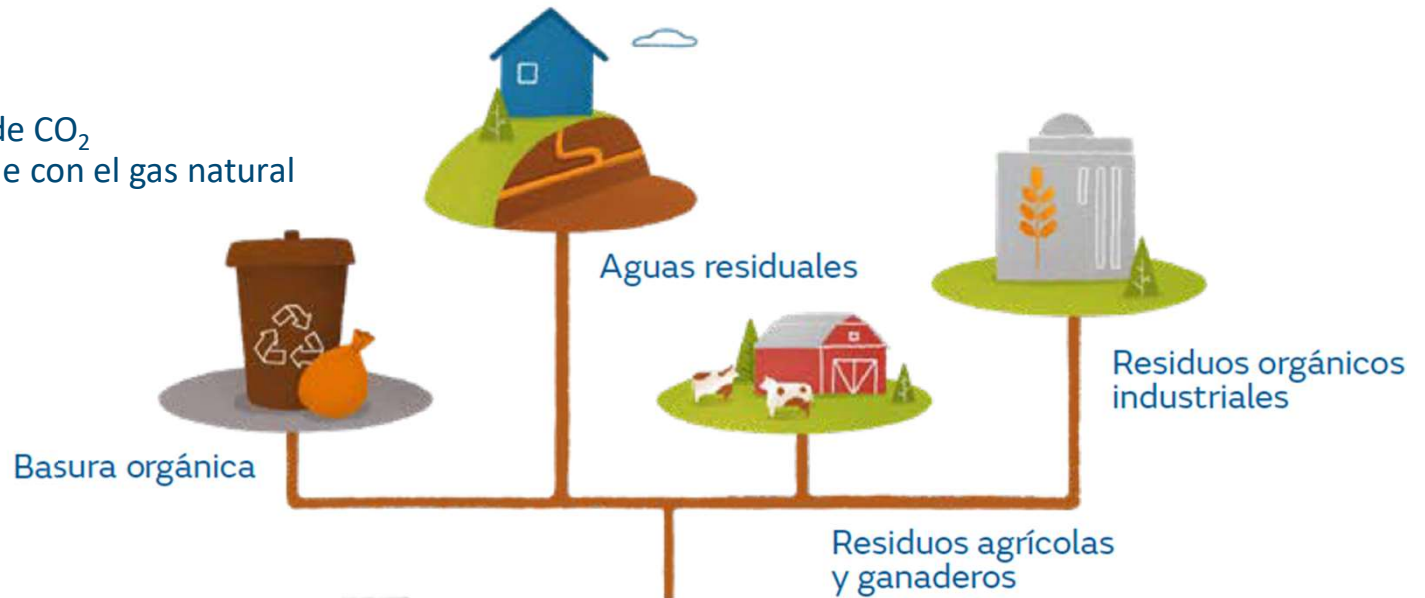 de CO₂
e con el gas natural
Aguas residuales
Residuos orgánicos
industriales
Basura orgánica
Residuos agrícolas
y ganaderos